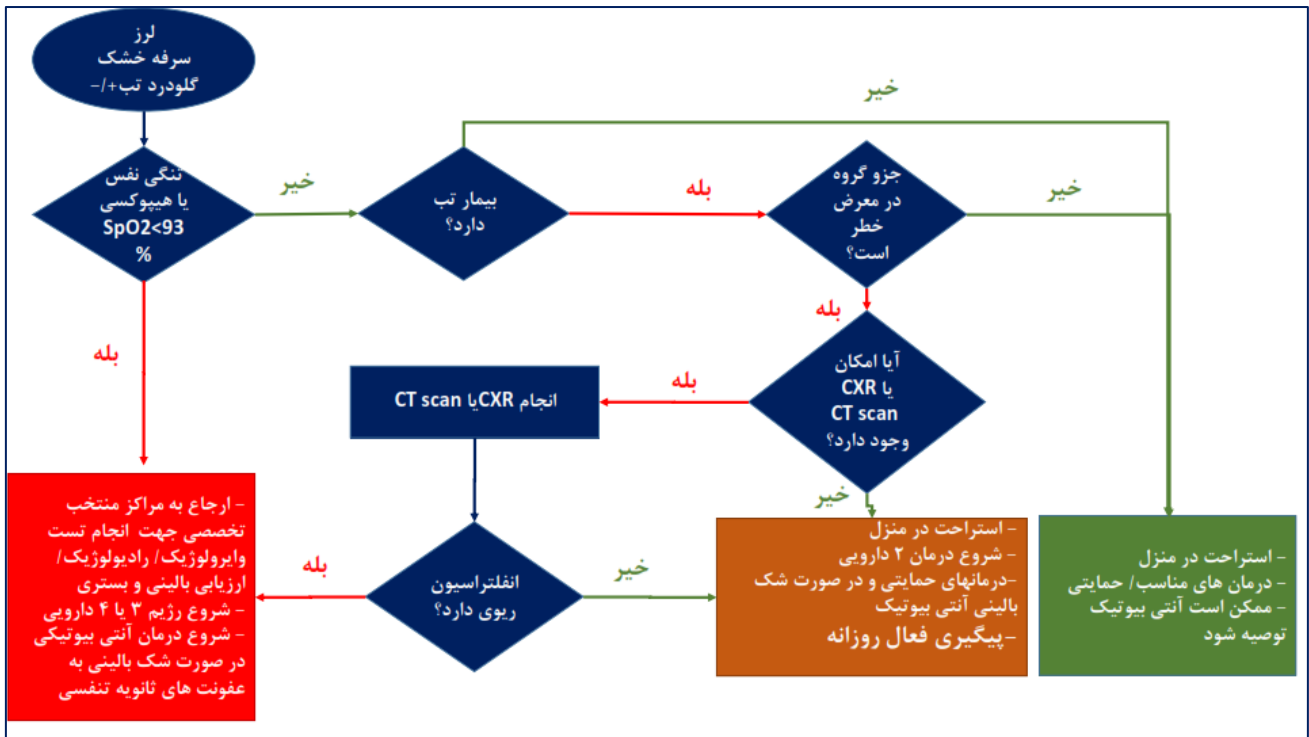 لرز
سرفه خشک
گلودرد تب+/-
تنگی نفس
یا هیپوکسی
SpO2<93
%
خیر
بیمار تب
دارد؟
خیر
بله
جزو گروه
در معرض
خطر
است؟
خیر
بله
بله
آیا امکان
CXR یا
CT scan
وجود دارد؟
بله
انجام CXRیا CT scan
خیر
انفلتراسیون
ریوی دارد؟
بله
خیر
- ارجاع به مراکز منتخب
تخصصی جهت انجام تست
وایرولوژیک/ رادیولوژیک/
ارزیابی بالینی و بستری
- شروع رژیم ۳ یا ۴ دارویی
- شروع درمان آنتی بیوتیکی
در صورت شک بالینی به
عفونت های ثانویه تنفسی
- استراحت در منزل
- شروع درمان ۲ دارویی
-درمانهای حمایتی و در صورت شک
بالینی آنتی بیوتیک
-پیگیری فعال روزانه
- استراحت در منزل
- درمان های مناسب/ حمایتی
- ممکن است آنتی بیوتیک
توصیه شود